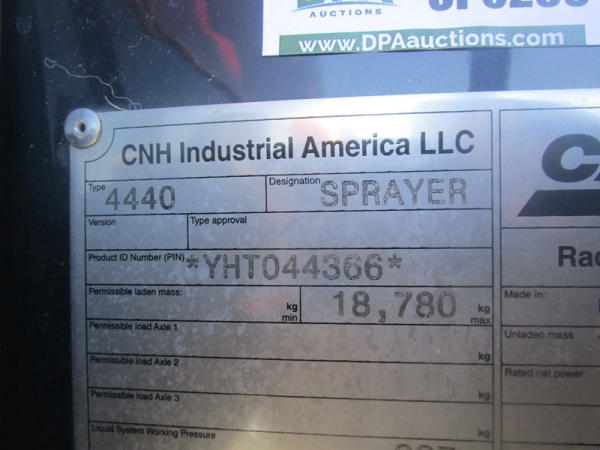 AUCTIONS
www.DPAauctions.com
CNH Industrial America LLC
Type 4440 Designation SPRAYER
Version Type approval
Product ID Number (PIN) *YHT044366*
Permissible laden mass: kg min 18,780 kg max
Permissible load Axle 1 kg
Permissible load Axle 2 kg
Permissible load Axle 3 kg
Liquid System Working Pressure
Made in:
Unladen mass
Rated net power